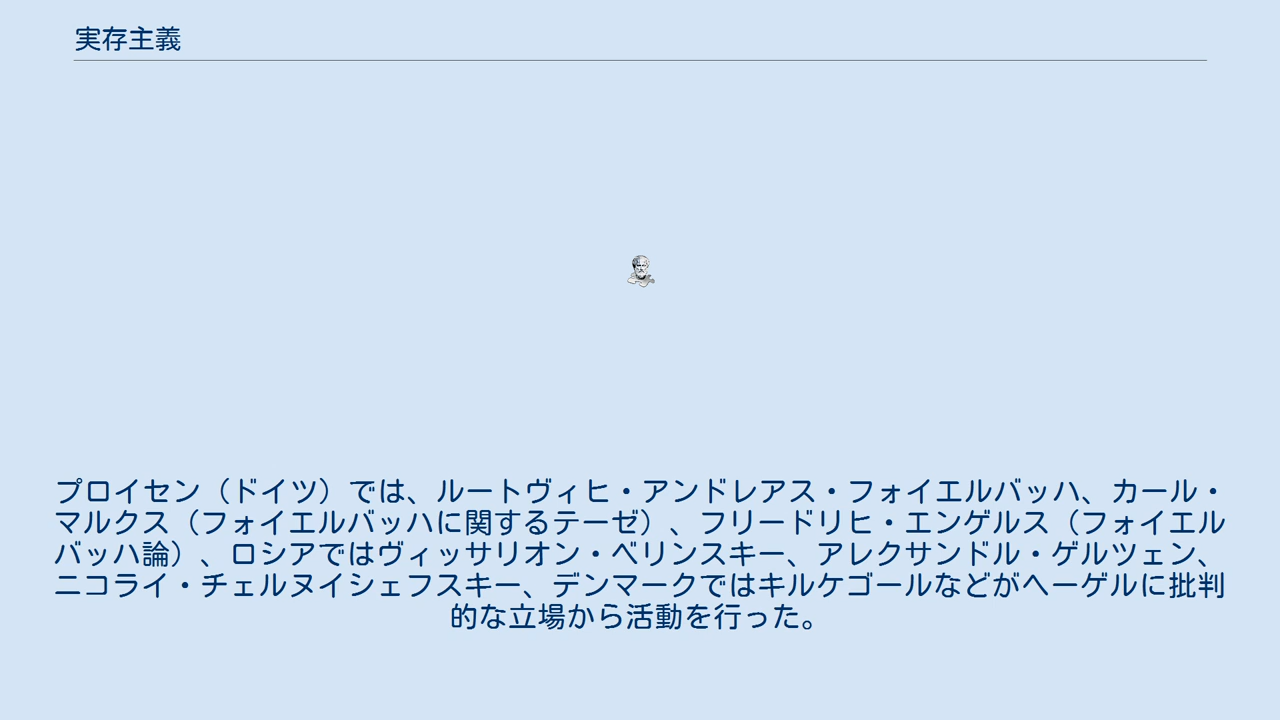 実存主義
プロイセン（ドイツ）では、ルートヴィヒ・アンドレアス・フォイエルバッハ、カール・
マルクス（フォイエルバッハに関するテーゼ）、フリードリヒ・エンゲルス（フォイエル
バッハ論）、ロシアではヴィッサリオン・ベリンスキー、アレクサンドル・ゲルツェン、
ニコライ・チェルヌイシェフスキー、デンマークではキルケゴールなどがヘーゲルに批判
的な立場から活動を行った。